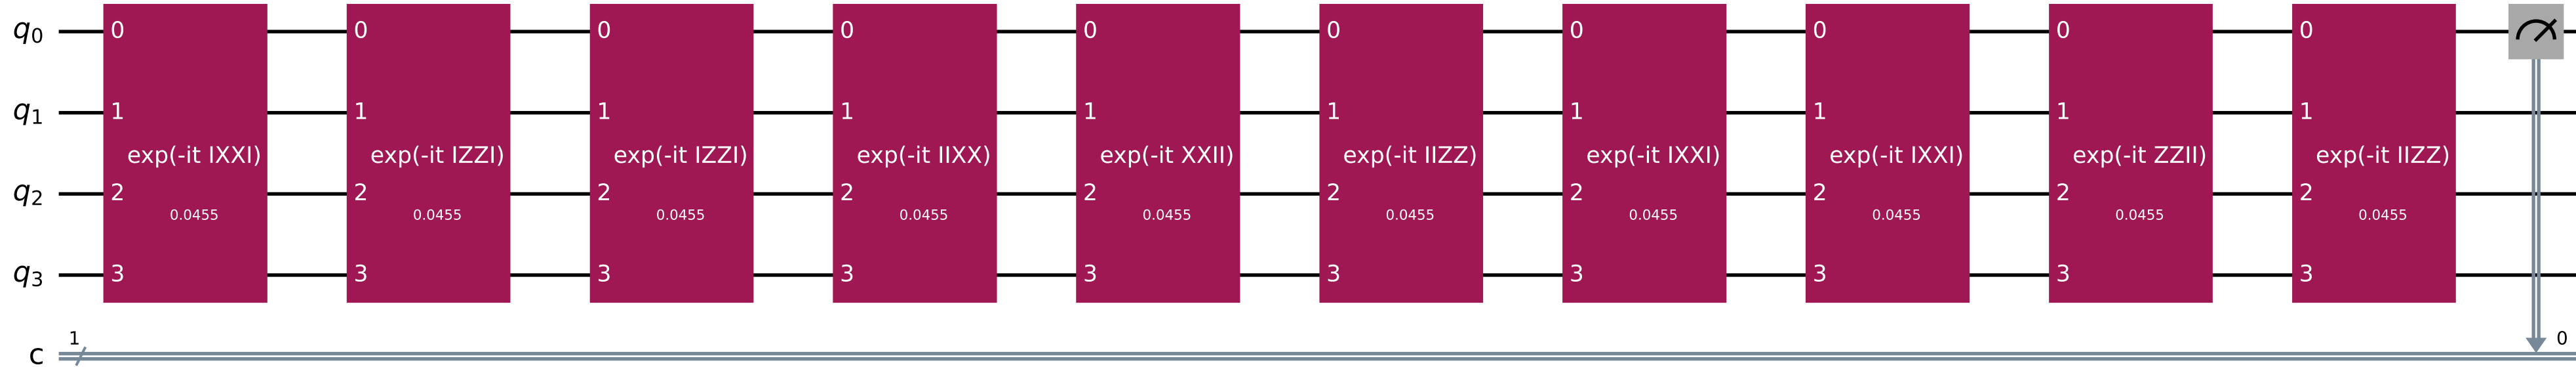 q0 0 0 0 0 0 0 0 0 0 0
q1 1 1 1 1 1 1 1 1 1 1
exp(-it IXXI) exp(-it IZZI) exp(-it IZZI) exp(-it IIXX) exp(-it XXII) exp(-it IIZZ) exp(-it IXXI) exp(-it IXXI) exp(-it ZZII) exp(-it IIZZ)
q2 2 2 2 2 2 2 2 2 2 2
0.0455 0.0455 0.0455 0.0455 0.0455 0.0455 0.0455 0.0455 0.0455 0.0455
q3 3 3 3 3 3 3 3 3 3 3
1 0
c